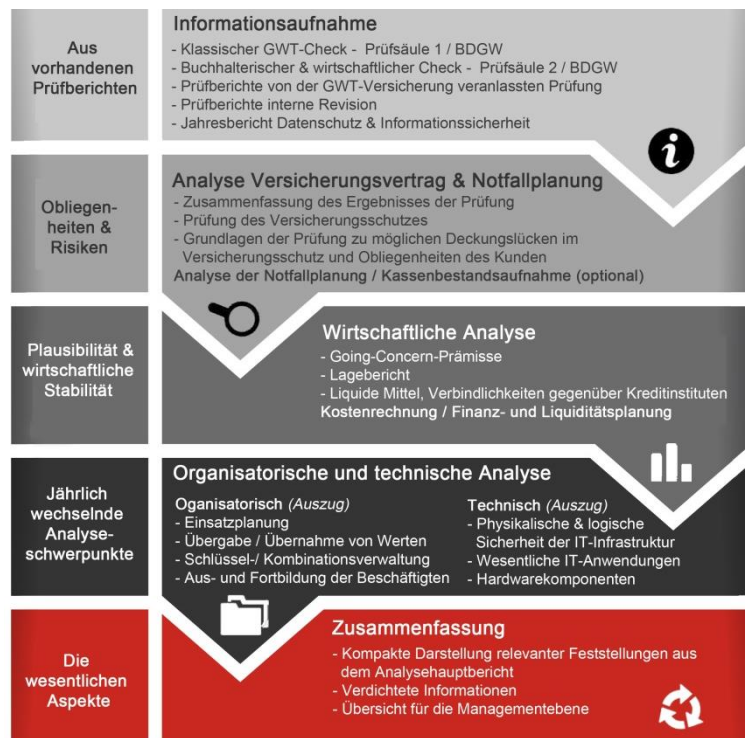 Aus
vorhandenen
Prüfberichten
Informationsaufnahme
- Klassischer GWT-Check - Prüfsäule 1 / BDGW
- Buchhalterischer & wirtschaftlicher Check - Prüfsäule 2 / BDGW
- Prüfberichte von der GWT-Versicherung veranlassten Prüfung
- Prüfberichte interne Revision
- Jahresbericht Datenschutz & Informationssicherheit
i
Obliegen-
heiten &
Risiken
Analyse Versicherungsvertrag & Notfallplanung
- Zusammenfassung des Ergebnisses der Prüfung
- Prüfung des Versicherungsschutzes
- Grundlagen der Prüfung zu möglichen Deckungslücken im
Versicherungsschutz und Obliegenheiten des Kunden
Analyse der Notfallplanung / Kassenbestandsaufnahme (optional)
Plausibilität &
wirtschaftliche
Stabilität
Wirtschaftliche Analyse
- Going-Concern-Prämisse
- Lagebericht
- Liquide Mittel, Verbindlichkeiten gegenüber Kreditinstituten
Kostenrechnung / Finanz- und Liquiditätsplanung
Jährlich
wechselnde
Analyse-
schwerpunkte
Organisatorische und technische Analyse
Oganisatorisch (Auszug)
- Einsatzplanung
- Übergabe / Übernahme von Werten
- Schlüssel-/ Kombinationsverwaltung
- Aus- und Fortbildung der Beschäftigten
Technisch (Auszug)
- Physikalische & logische
Sicherheit der IT-Infrastruktur
- Wesentliche IT-Anwendungen
- Hardwarekomponenten
Die
wesentlichen
Aspekte
Zusammenfassung
- Kompakte Darstellung relevanter Feststellungen aus
dem Analysehauptbericht
- Verdichtete Informationen
- Übersicht für die Managementebene